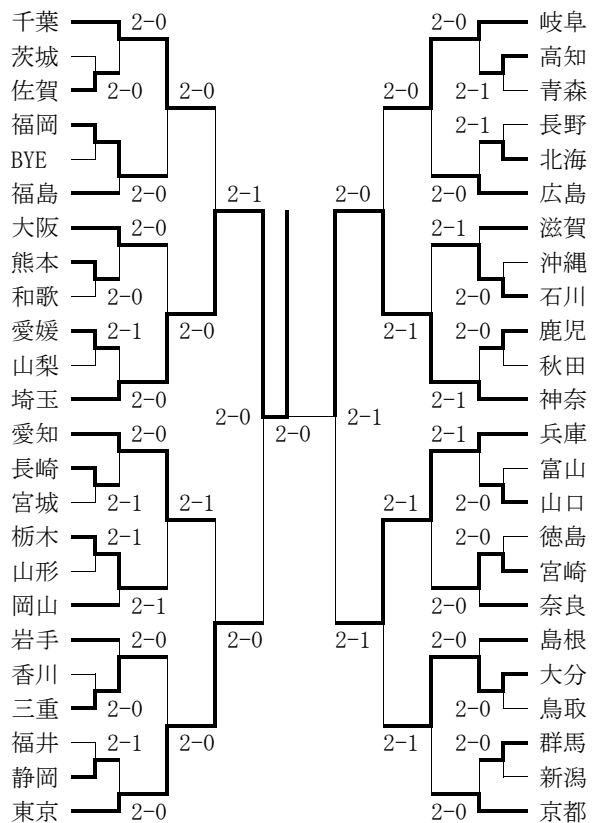 千葉 2-0 2-0 岐阜
茨城 高知
佐賀 2-0 2-0 2-0 2-1 青森
福岡 2-1 長野
BYE 北海
福島 2-0 2-1 2-0 2-0 広島
大阪 2-0 2-1 滋賀
熊本 沖縄
和歌 2-0 石川
愛媛 2-1 2-0 2-1 2-0 鹿児
山梨 秋田
埼玉 2-0 2-1 神奈
2-0 2-1
愛知 2-0 2-0 2-1 兵庫
長崎 富山
宮城 2-1 2-1 2-1 2-0 山口
栃木 2-1 2-0 徳島
山形 宮崎
岡山 2-1 2-0 奈良
岩手 2-0 2-0 2-1 島根
香川 大分
三重 2-0 2-0 鳥取
福井 2-1 2-0 2-1 2-0 群馬
静岡 新潟
東京 2-0 2-0 京都